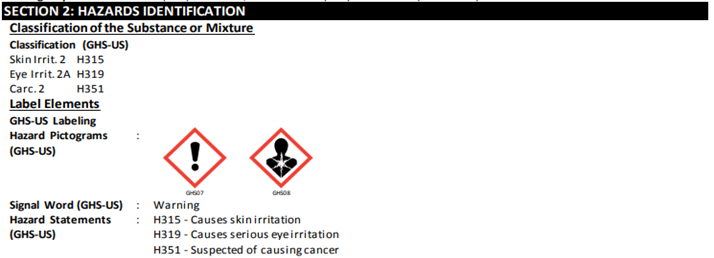 SECTION 2: HAZARDS IDENTIFICATION
Classification of the Substance or Mixture
Classification (GHS-US)
Skin Irrit. 2 H315
Eye Irrit. 2A H319
Carc. 2 H351
Label Elements
GHS-US Labeling
Hazard Pictograms :
(GHS-US)
GHS07 GHS08
Signal Word (GHS-US) : Warning
Hazard Statements : H315 - Causes skin irritation
(GHS-US) H319 - Causes serious eye irritation
H351 - Suspected of causing cancer